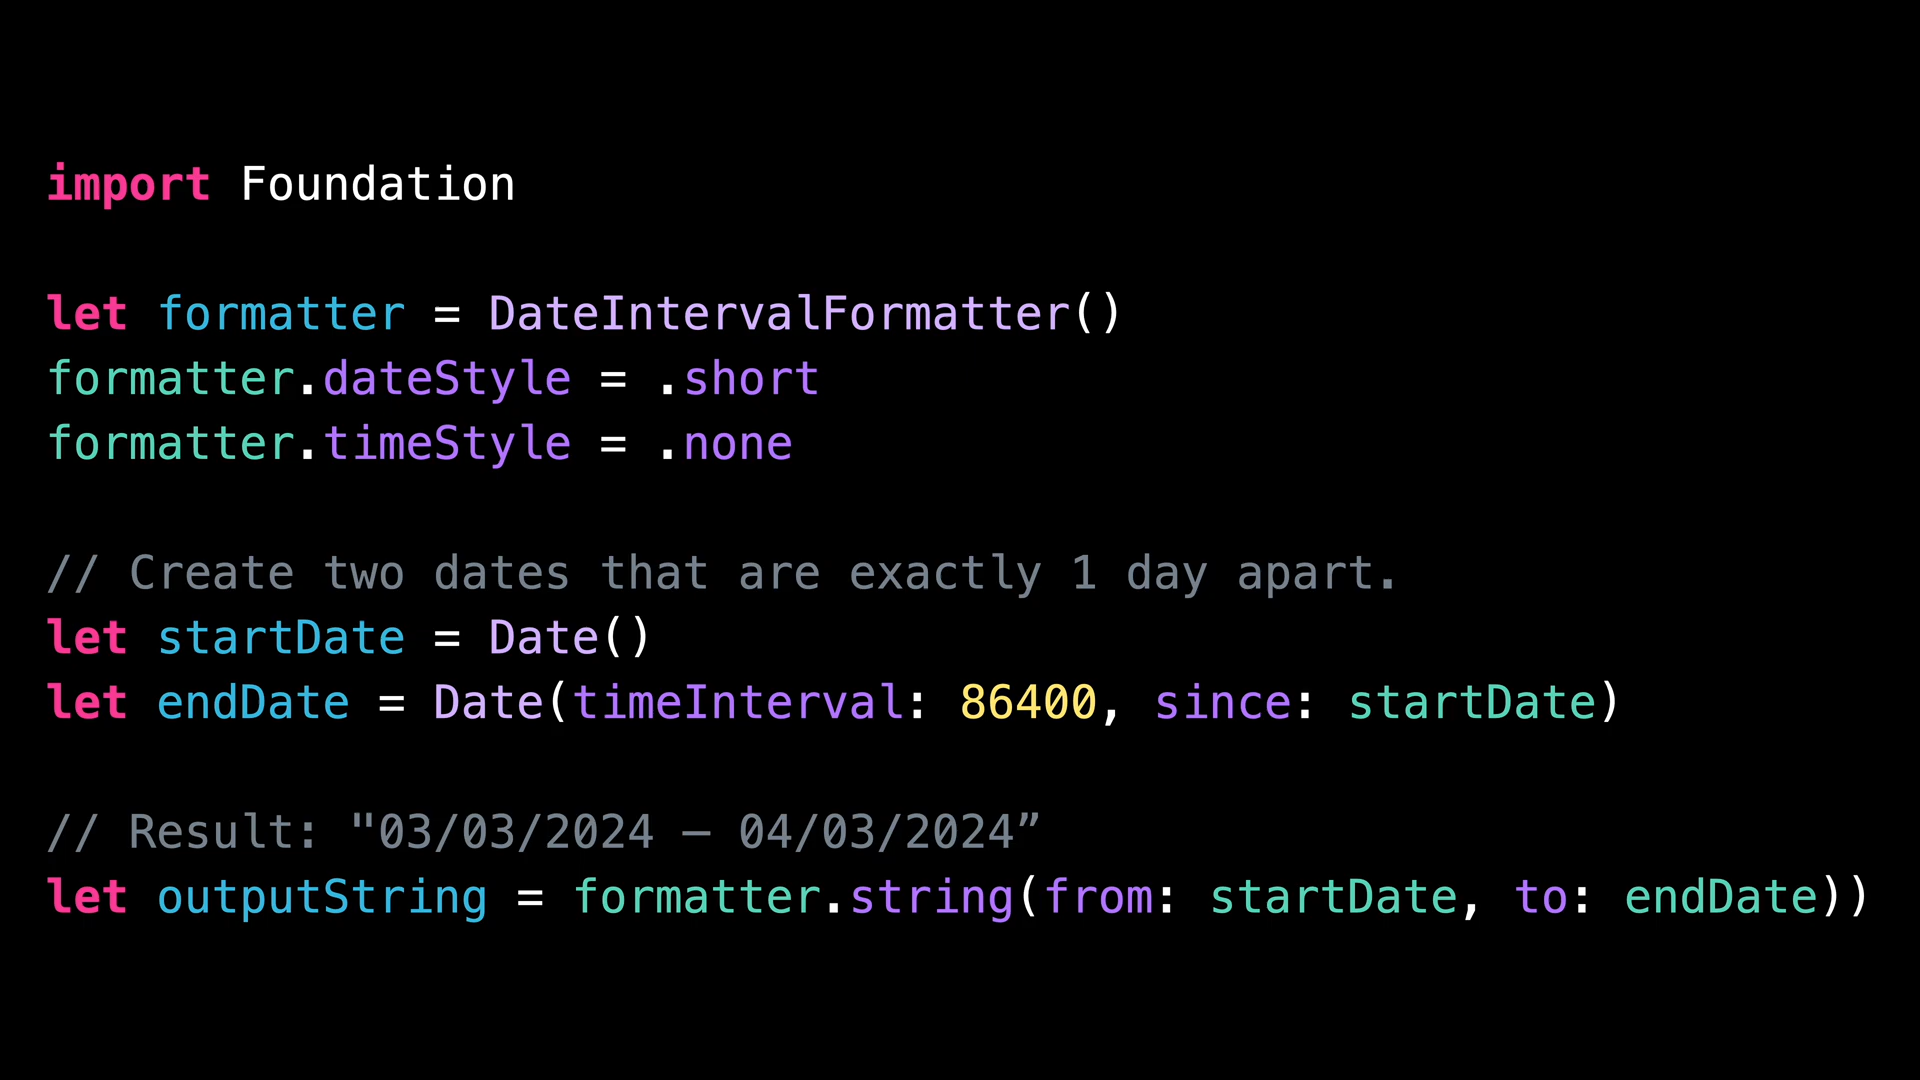 import Foundation
let formatter = DateIntervalFormatter()
formatter.dateStyle = .short
formatter.timeStyle = .none
// Create two dates that are exactly 1 day apart.
let startDate = Date()
let endDate = Date(timeInterval: 86400, since: startDate)
// Result: "03/03/2024 – 04/03/2024”
let outputString = formatter.string(from: startDate, to: endDate))